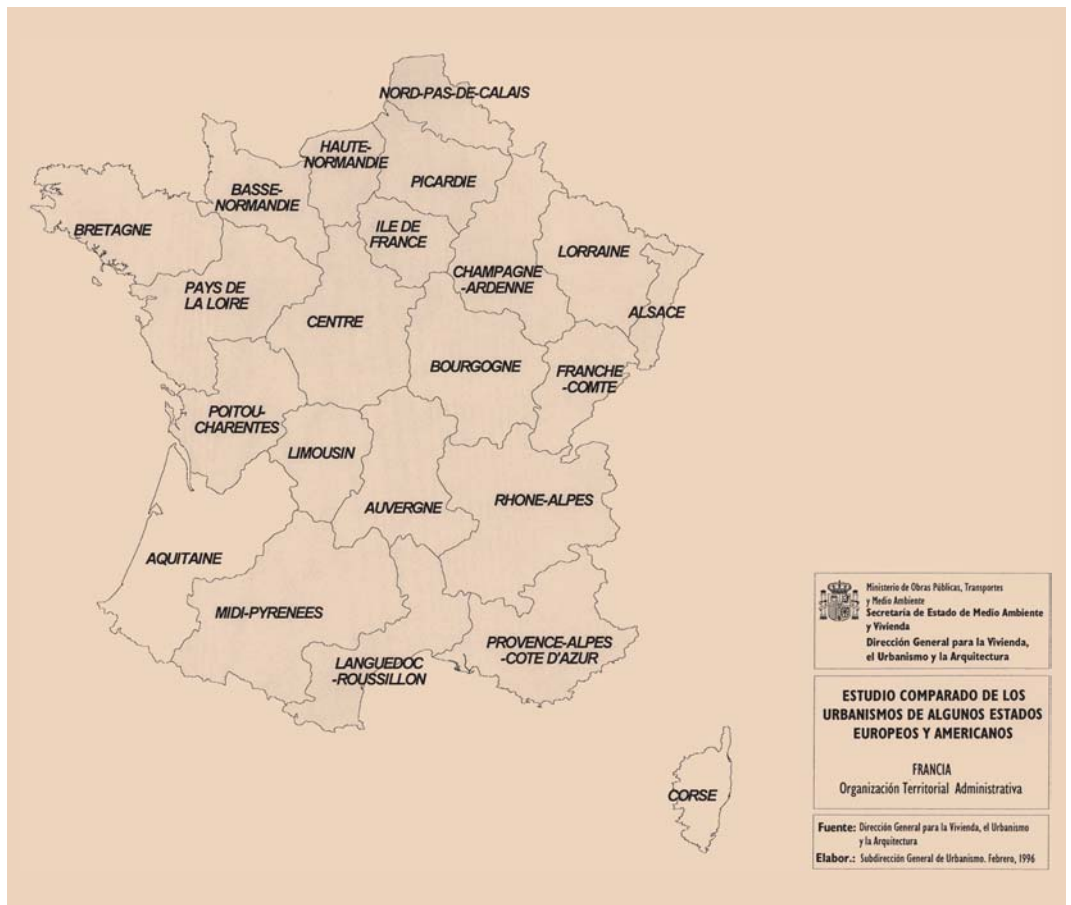 NORD-PAS-DE-CALAIS
HAUTE-
NORMANDIE
PICARDIE
BASSE-
NORMANDIE
BRETAGNE
ILE DE
FRANCE
LORRAINE
CHAMPAGNE
-ARDENNE
PAYS DE
LA LOIRE
CENTRE
ALSACE
BOURGOGNE
FRANCHE
-COMTE
POITOU-
CHARENTES
LIMOUSIN
AUVERGNE
RHONE-ALPES
AQUITAINE
MIDI-PYRENEES
PROVENCE-ALPES
-COTE D'AZUR
LANGUEDOC
-ROUSSILLON
CORSE
Ministerio de Obras Públicas, Transportes
y Medio Ambiente
Secretaría de Estado de Medio Ambiente
y Vivienda
Dirección General para la Vivienda,
el Urbanismo y la Arquitectura
ESTUDIO COMPARADO DE LOS
URBANISMOS DE ALGUNOS ESTADOS
EUROPEOS Y AMERICANOS
FRANCIA
Organización Territorial Administrativa
Fuente: Dirección General para la Vivienda, el Urbanismo
y la Arquitectura
Elabor.: Subdirección General de Urbanismo. Febrero, 1996